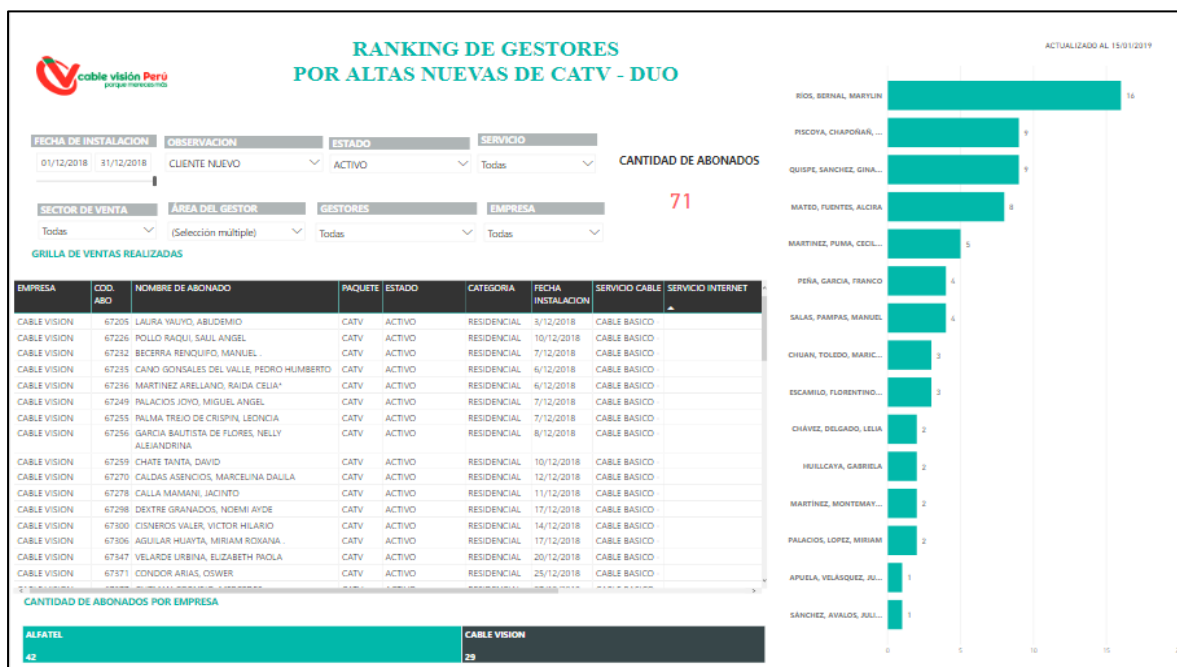 RANKING DE GESTORES
POR ALTAS NUEVAS DE CATV - DUO
ACTUALIZADO AL 15/01/2019
cable visión Perú
porque mereces más
FECHA DE INSTALACION OBSERVACION ESTADO SERVICIO
01/12/2018 31/12/2018 CLIENTE NUEVO ACTIVO Todas
CANTIDAD DE ABONADOS
71
SECTOR DE VENTA ÁREA DEL GESTOR GESTORES EMPRESA
Todas (Selección múltiple) Todas Todas
GRILLA DE VENTAS REALIZADAS
EMPRESA COD. ABO NOMBRE DE ABONADO PAQUETE ESTADO CATEGORIA FECHA INSTALACION SERVICIO CABLE SERVICIO INTERNET
CABLE VISION 67205 LAURA YAUYO, ABUDEMIO CATV ACTIVO RESIDENCIAL 3/12/2018 CABLE BASICO -
CABLE VISION 67226 POLLO RAQUI, SAUL ANGEL CATV ACTIVO RESIDENCIAL 10/12/2018 CABLE BASICO -
CABLE VISION 67232 BECERRA RENQUIFO, MANUEL . CATV ACTIVO RESIDENCIAL 7/12/2018 CABLE BASICO -
CABLE VISION 67235 CANO GONSALES DEL VALLE, PEDRO HUMBERTO CATV ACTIVO RESIDENCIAL 6/12/2018 CABLE BASICO -
CABLE VISION 67236 MARTINEZ ARELLANO, RAIDA CELIA* CATV ACTIVO RESIDENCIAL 6/12/2018 CABLE BASICO -
CABLE VISION 67249 PALACIOS JOYO, MIGUEL ANGEL CATV ACTIVO RESIDENCIAL 7/12/2018 CABLE BASICO -
CABLE VISION 67255 PALMA TREJO DE CRISPIN, LEONCIA CATV ACTIVO RESIDENCIAL 7/12/2018 CABLE BASICO -
CABLE VISION 67256 GARCIA BAUTISTA DE FLORES, NELLY CATV ACTIVO RESIDENCIAL 8/12/2018 CABLE BASICO -
ALEJANDRINA
CABLE VISION 67259 CHATE TANTA, DAVID CATV ACTIVO RESIDENCIAL 10/12/2018 CABLE BASICO -
CABLE VISION 67270 CALDAS ASENCIOS, MARCELINA DAULA CATV ACTIVO RESIDENCIAL 12/12/2018 CABLE BASICO -
CABLE VISION 67278 CALLA MAMANI, JACINTO CATV ACTIVO RESIDENCIAL 11/12/2018 CABLE BASICO -
CABLE VISION 67298 DEXTRE GRANADOS, NOEMI AYDE CATV ACTIVO RESIDENCIAL 17/12/2018 CABLE BASICO -
CABLE VISION 67300 CISNEROS VALER, VICTOR HILARIO CATV ACTIVO RESIDENCIAL 14/12/2018 CABLE BASICO -
CABLE VISION 67306 AGUILAR HUAYTA, MIRIAM ROXANA . CATV ACTIVO RESIDENCIAL 17/12/2018 CABLE BASICO -
CABLE VISION 67347 VELARDE URBINA, ELIZABETH PAOLA CATV ACTIVO RESIDENCIAL 20/12/2018 CABLE BASICO -
CABLE VISION 67371 CONDOR ARIAS, OSWER CATV ACTIVO RESIDENCIAL 25/12/2018 CABLE BASICO -
CANTIDAD DE ABONADOS POR EMPRESA
ALFATEL CABLE VISION
42 29
RÍOS, BERNAL, MARYLIN 16
PISCOYA, CHAPOÑAÑ, ... 9
QUISPE, SANCHEZ, GINA... 9
MATEO, FUENTES, ALCIRA 8
MARTINEZ, PUMA, CECIL... 5
PEÑA, GARCIA, FRANCO 4
SALAS, PAMPAS, MANUEL 4
CHUAN, TOLEDO, MARIC... 3
ESCAMILO, FLORENTINO... 3
CHÁVEZ, DELGADO, LELIA 2
HUILLCAYA, GABRIELA 2
MARTÍNEZ, MONTEMAY... 2
PALACIOS, LOPEZ, MIRIAM 2
APUELA, VELÁSQUEZ, JU... 1
SÁNCHEZ, AVALOS, JULI... 1
0 5 10 15